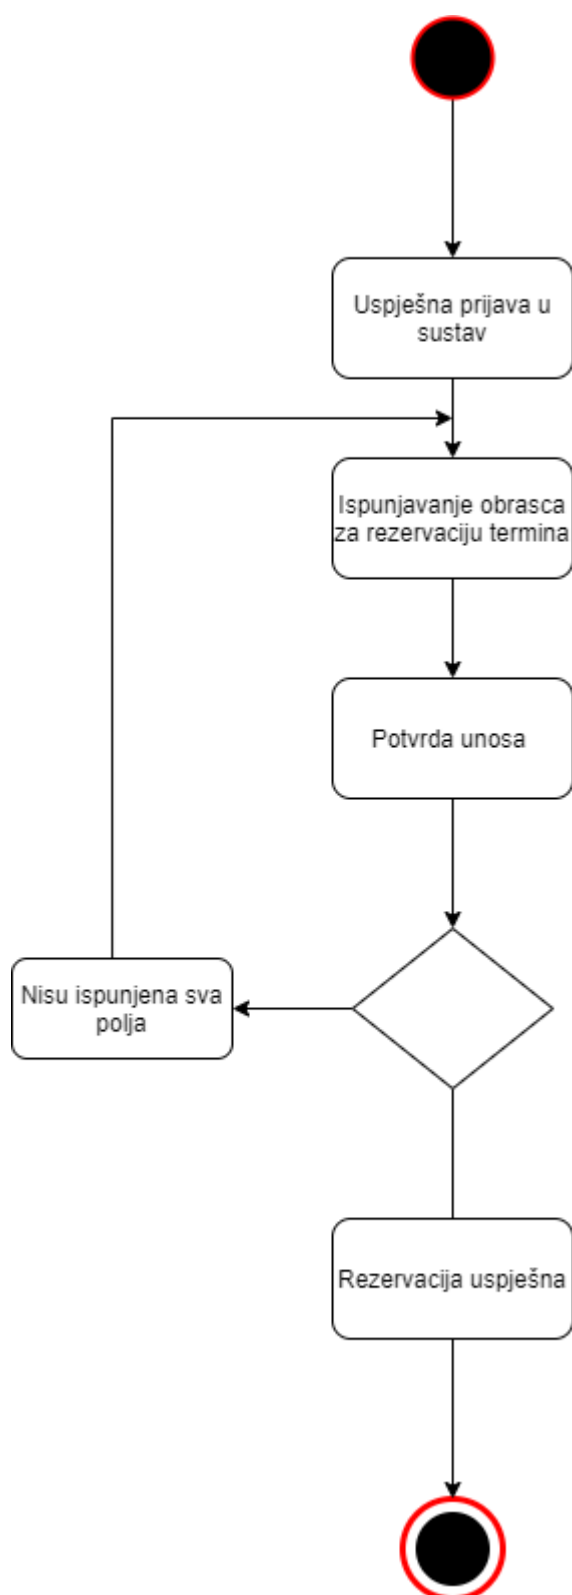 Uspješna prijava u
sustav
Ispunjavanje obrasca
za rezervaciju termina
Potvrda unosa
Nisu ispunjena sva
polja
Rezervacija uspješna